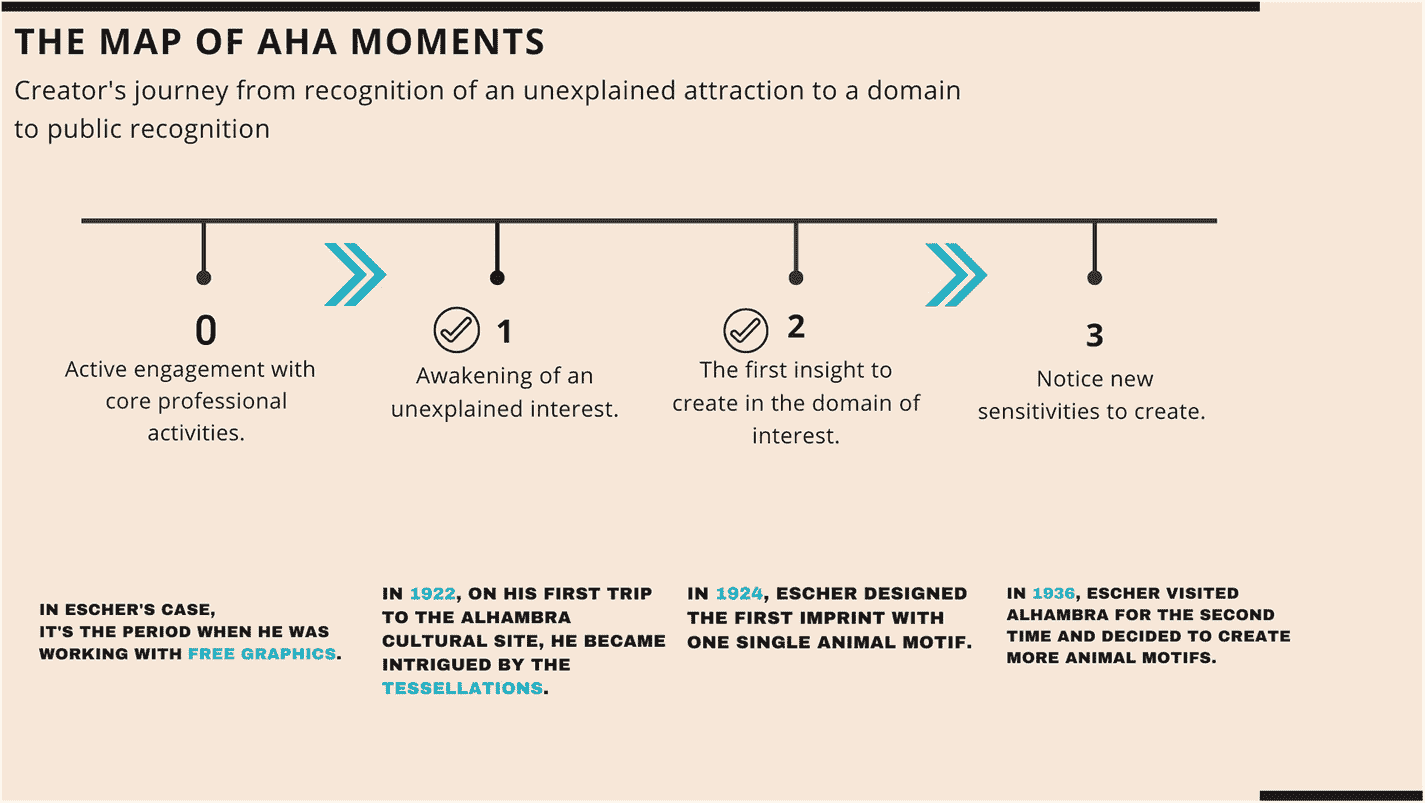 THE MAP OF AHA MOMENTS
Creator's journey from recognition of an unexplained attraction to a domain
to public recognition
0
Active engagement with
core professional
activities.
1
Awakening of an
unexplained interest.
2
The first insight to
create in the domain of
interest.
3
Notice new
sensitivities to create.
IN ESCHER'S CASE,
IT'S THE PERIOD WHEN HE WAS
WORKING WITH FREE GRAPHICS.
IN 1922, ON HIS FIRST TRIP
TO THE ALHAMBRA
CULTURAL SITE, HE BECAME
INTRIGUED BY THE
TESSELLATIONS.
IN 1924, ESCHER DESIGNED
THE FIRST IMPRINT WITH
ONE SINGLE ANIMAL MOTIF.
IN 1936, ESCHER VISITED
ALHAMBRA FOR THE SECOND
TIME AND DECIDED TO CREATE
MORE ANIMAL MOTIFS.